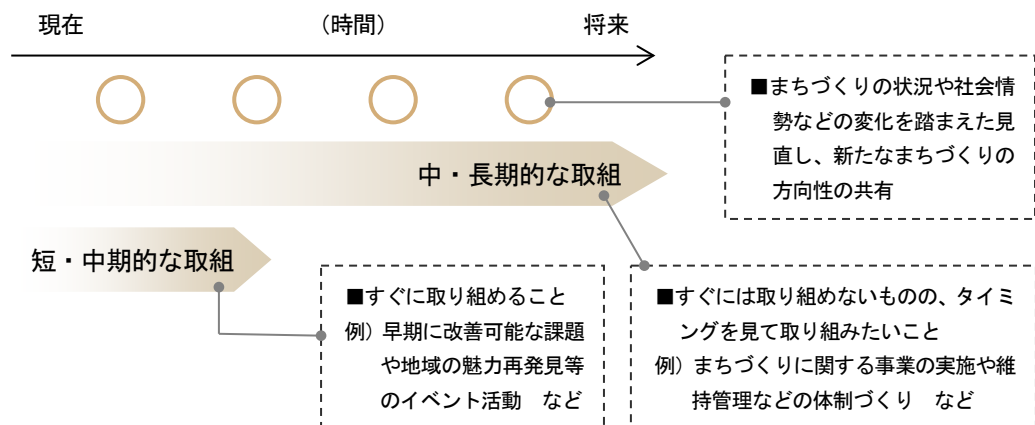 現在　（時間）　将来
■まちづくりの状況や社会情
勢などの変化を踏まえた見
直し、新たなまちづくりの
方向性の共有
中・長期的な取組
短・中期的な取組
■すぐに取り組めること
例）早期に改善可能な課題
や地域の魅力再発見等
のイベント活動　など
■すぐには取り組めないものの、タイミ
ングを見て取り組みたいこと
例）まちづくりに関する事業の実施や維
持管理などの体制づくり　など